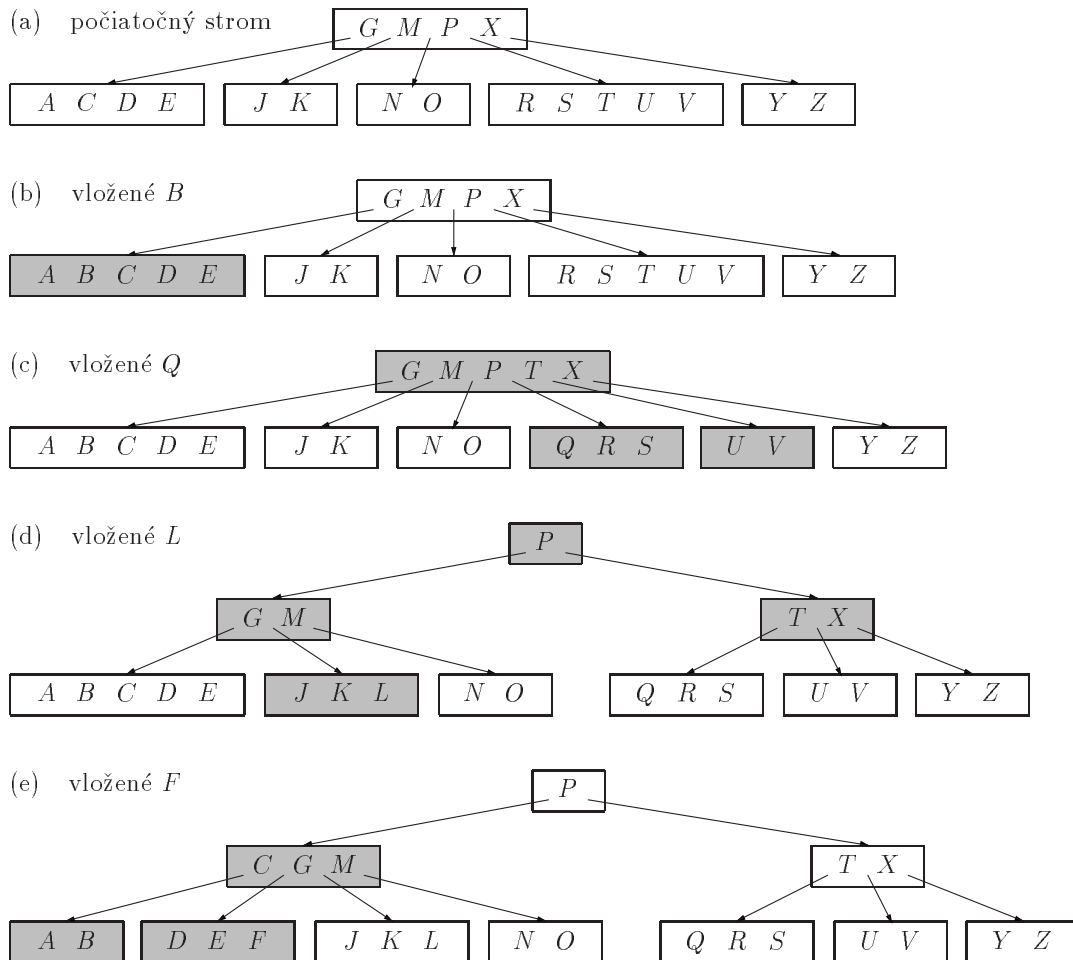 (a) počiatočný strom
G M P X
A C D E J K N O R S T U V Y Z
(b) vložené B
G M P X
A B C D E J K N O R S T U V Y Z
(c) vložené Q
G M P T X
A B C D E J K N O Q R S U V Y Z
(d) vložené L
P
G M T X
A B C D E J K L N O Q R S U V Y Z
(e) vložené F
P
C G M T X
A B D E F J K L N O Q R S U V Y Z